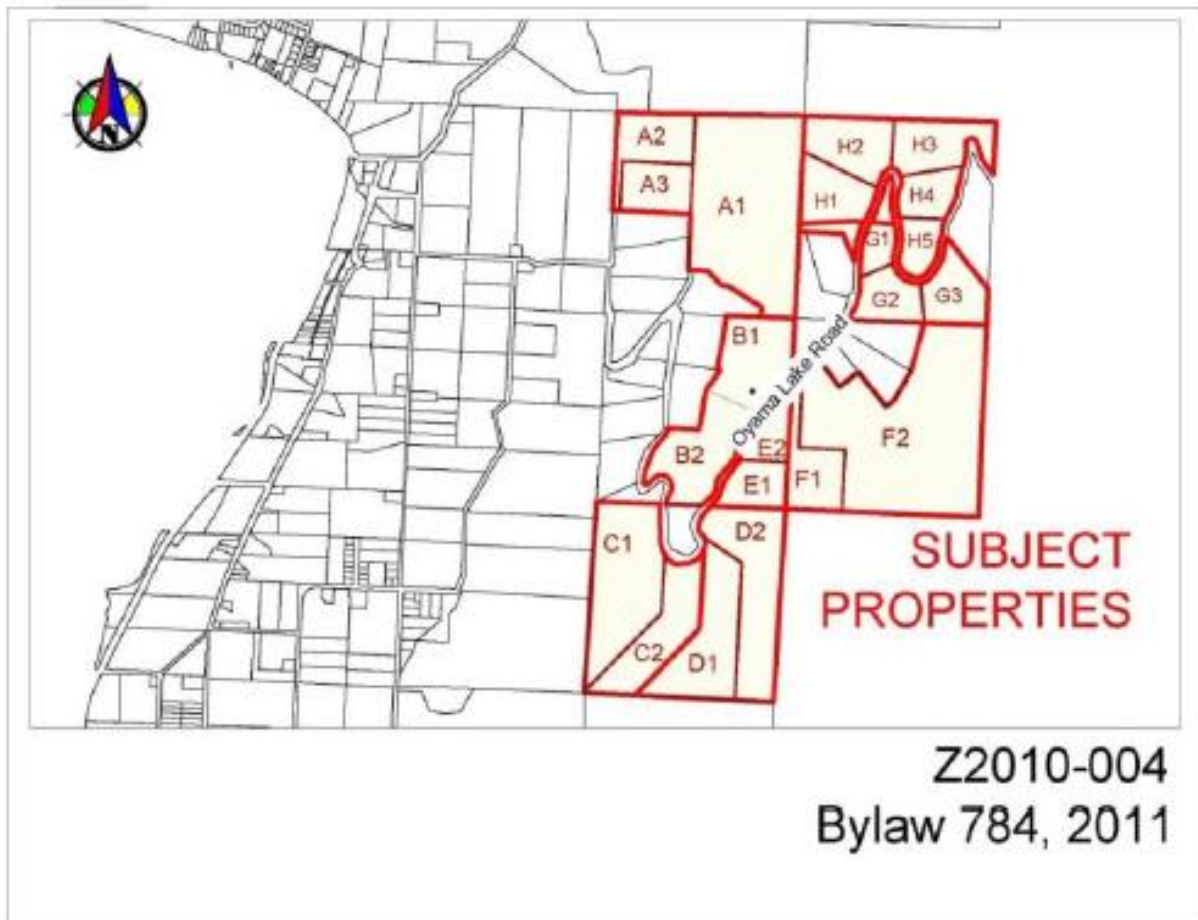 N
A2
A3
A1
H2
H3
H1
H4
G1
H5
G2
G3
B1
Oyama Lake Road
B2
E2
E1
F1
F2
C1
D2
C2
D1
SUBJECT
PROPERTIES
Z2010-004
Bylaw 784, 2011